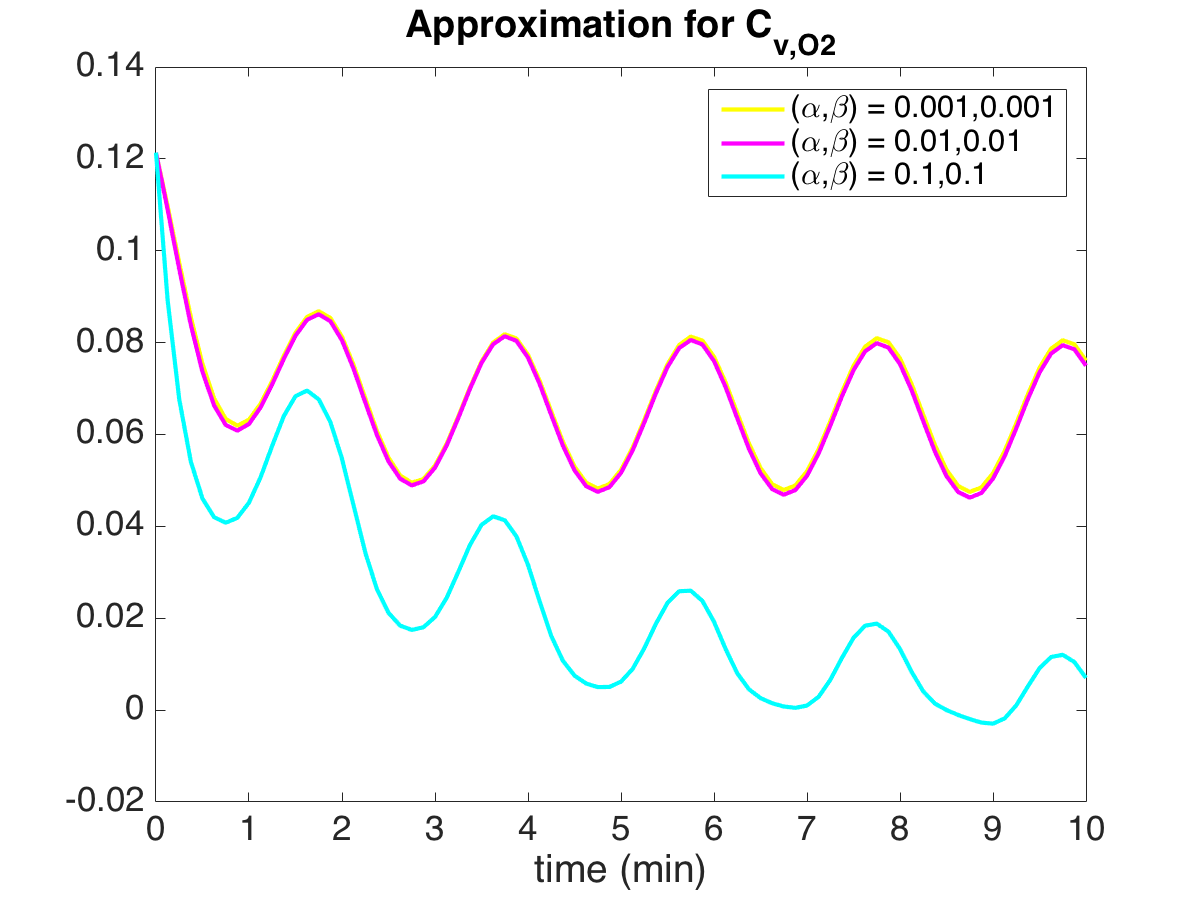 Approximation for C_v,O2
0.14
0.12
0.1
0.08
0.06
0.04
0.02
0
-0.02
(α,β) = 0.001,0.001
(α,β) = 0.01,0.01
(α,β) = 0.1,0.1
0 1 2 3 4 5 6 7 8 9 10
time (min)